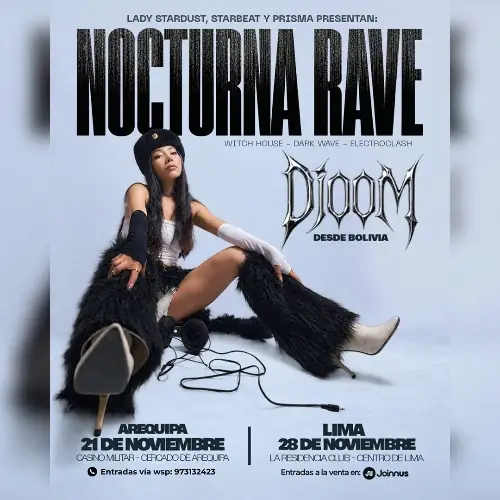 LADY STARDUST, STARBEAT Y PRISMA PRESENTAN:
NOCTURNA RAVE
WITCH HOUSE – DARK WAVE – ELECTROCLASH
DJOOM
DESDE BOLIVIA
AREQUIPA
21 DE NOVIEMBRE
CASINO MILITAR - CERCADO DE AREQUIPA
Entradas vía wsp: 973132423
LIMA
28 DE NOVIEMBRE
LA RESIDENCIA CLUB - CENTRO DE LIMA
Entradas a la venta en: Joinnus